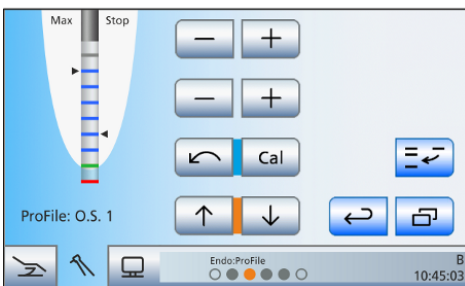 Max Stop
Cal
ProFile: O.S. 1
Endo:ProFile
B
10:45:03